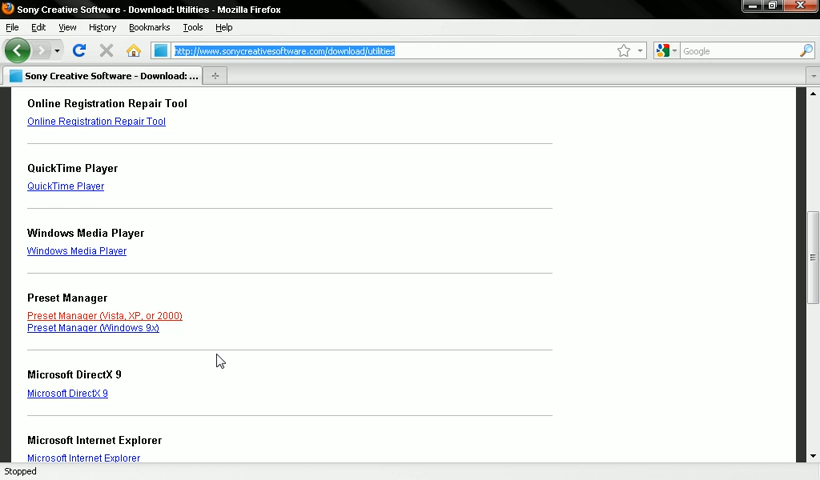 Sony Creative Software - Download: Utilities - Mozilla Firefox
File Edit View History Bookmarks Tools Help
http://www.sonycreativesoftware.com/download/utilities
Google
Sony Creative Software - Download: ...
Online Registration Repair Tool
Online Registration Repair Tool
QuickTime Player
QuickTime Player
Windows Media Player
Windows Media Player
Preset Manager
Preset Manager (Vista, XP, or 2000)
Preset Manager (Windows 9x)
Microsoft DirectX 9
Microsoft DirectX 9
Microsoft Internet Explorer
Microsoft Internet Explorer
Stopped